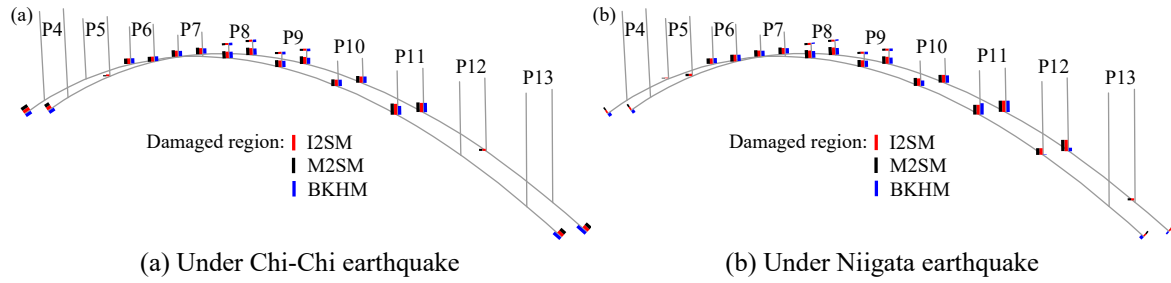 (a)
P4 P5 P6 P7 P8 P9 P10 P11 P12 P13
Damaged region: I2SM
M2SM
BKHM
(a) Under Chi-Chi earthquake
(b)
P4 P5 P6 P7 P8 P9 P10 P11 P12 P13
Damaged region: I2SM
M2SM
BKHM
(b) Under Niigata earthquake